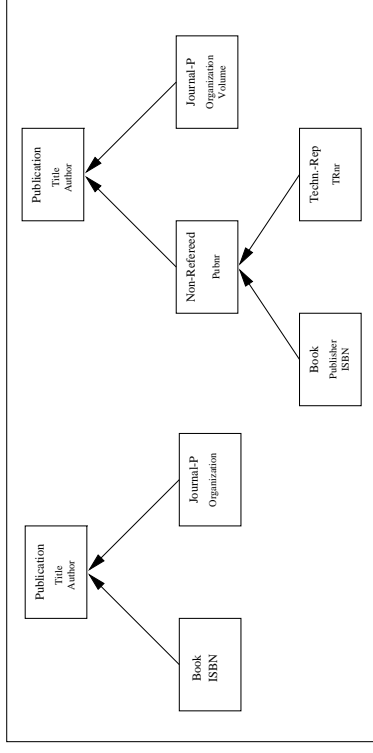 Publication
Title
Author
Book
ISBN
Journal-P
Organization
Publication
Title
Author
Non-Refereed
Pubnr
Journal-P
Organization
Volume
Book
Publisher
ISBN
Techn.-Rep
TRnr